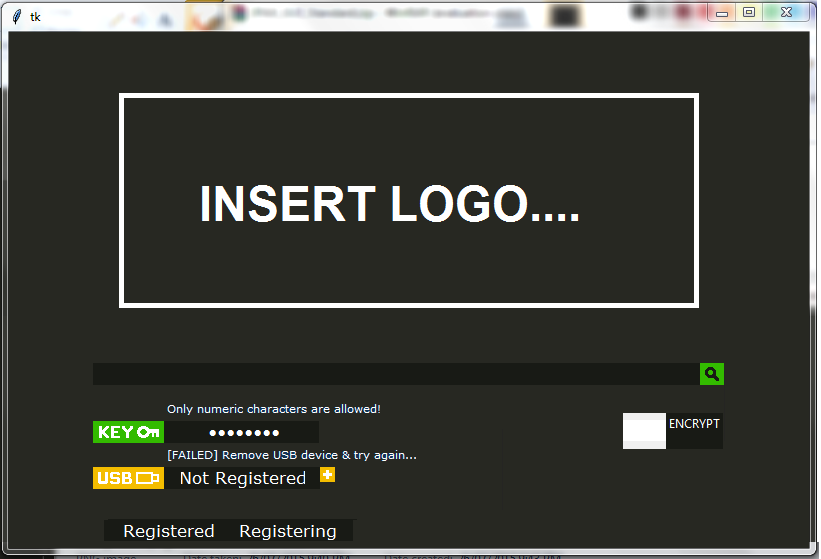 tk
INSERT LOGO....
Only numeric characters are allowed!
KEY
ENCRYPT
[FAILED] Remove USB device & try again...
USB Not Registered
Registered Registering